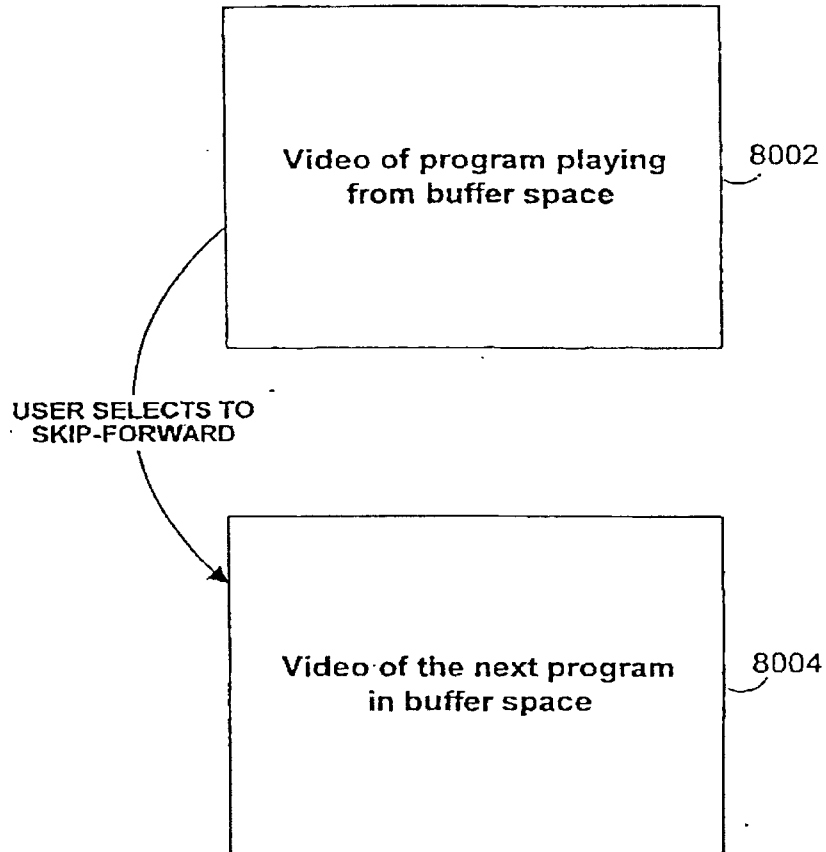 Video of program playing
from buffer space
8002
USER SELECTS TO
SKIP-FORWARD
Video of the next program
in buffer space
8004